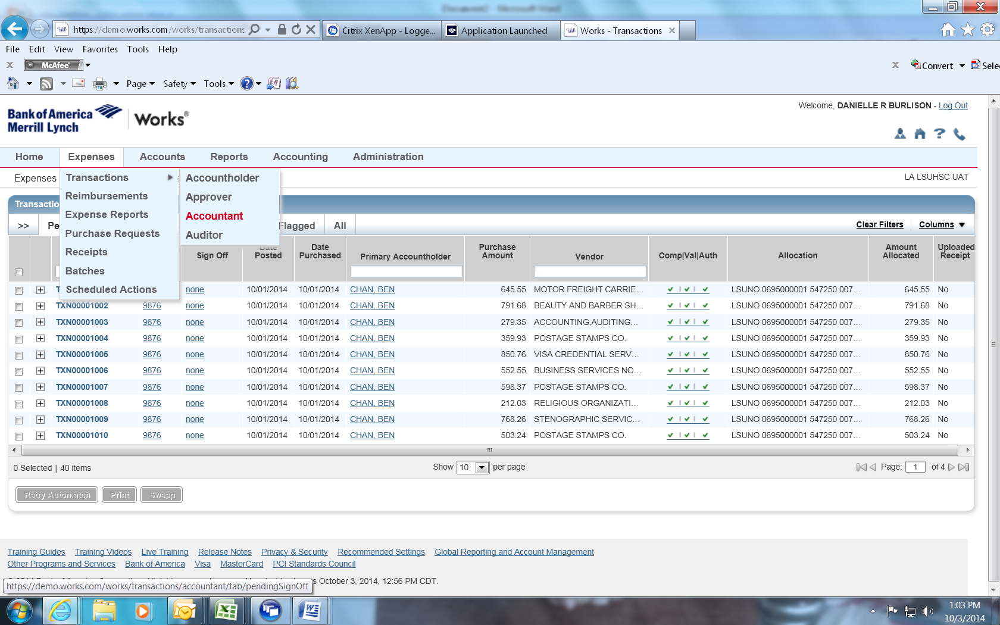 Document2 - Microsoft Word
https://demo.works.com/works/transactions
Citrix XenApp - Logge...
Application Launched
Works - Transactions
File Edit View Favorites Tools Help
McAfee
Convert
Selec
Page Safety Tools
Bank of America
Merrill Lynch
Works®
Welcome, DANIELLE R BURLISON - Log Out
Home Expenses Accounts Reports Accounting Administration
Expenses
LA LSUHSC UAT
Transactions
Reimbursements
Expense Reports
Purchase Requests
Receipts
Batches
Scheduled Actions
Accountholder
Approver
Accountant
Auditor
Transactio
>> Pe Flagged All
Clear Filters Columns
Sign Off
Date Posted
Date Purchased
Primary Accountholder
Purchase Amount
Vendor
Comp|Val|Auth
Allocation
Amount Allocated
Uploaded Receipt
T none 10/01/2014 10/01/2014 CHAN, BEN 645.55 MOTOR FREIGHT CARRIE... LSUNO 0695000001 547250 007... 645.55 No
TXN00001002 9876 none 10/01/2014 10/01/2014 CHAN, BEN 791.68 BEAUTY AND BARBER SH... LSUNO 0695000001 547250 007... 791.68 No
TXN00001003 9876 none 10/01/2014 10/01/2014 CHAN, BEN 279.35 ACCOUNTING,AUDITING... LSUNO 0695000001 547250 007... 279.35 No
TXN00001004 9876 none 10/01/2014 10/01/2014 CHAN, BEN 359.93 POSTAGE STAMPS CO. LSUNO 0695000001 547250 007... 359.93 No
TXN00001005 9876 none 10/01/2014 10/01/2014 CHAN, BEN 850.76 VISA CREDENTIAL SERV... LSUNO 0695000001 547250 007... 850.76 No
TXN00001006 9876 none 10/01/2014 10/01/2014 CHAN, BEN 552.55 BUSINESS SERVICES NO... LSUNO 0695000001 547250 007... 552.55 No
TXN00001007 9876 none 10/01/2014 10/01/2014 CHAN, BEN 598.37 POSTAGE STAMPS CO. LSUNO 0695000001 547250 007... 598.37 No
TXN00001008 9876 none 10/01/2014 10/01/2014 CHAN, BEN 212.03 RELIGIOUS ORGANIZATI... LSUNO 0695000001 547250 007... 212.03 No
TXN00001009 9876 none 10/01/2014 10/01/2014 CHAN, BEN 768.26 STENOGRAPHIC SERVIC... LSUNO 0695000001 547250 007... 768.26 No
TXN00001010 9876 none 10/01/2014 10/01/2014 CHAN, BEN 503.24 POSTAGE STAMPS CO. LSUNO 0695000001 547250 007... 503.24 No
0 Selected | 40 items Show 10 per page Page: 1 of 4
Retry Automatch Print Sweep
Training Guides Training Videos Live Training Release Notes Privacy & Security Recommended Settings Global Reporting and Account Management
Other Programs and Services Bank of America Visa MasterCard PCI Standards Council
s October 3, 2014, 12:56 PM CDT.
https://demo.works.com/works/transactions/accountant/tab/pendingSignOff
1:03 PM
10/3/2014